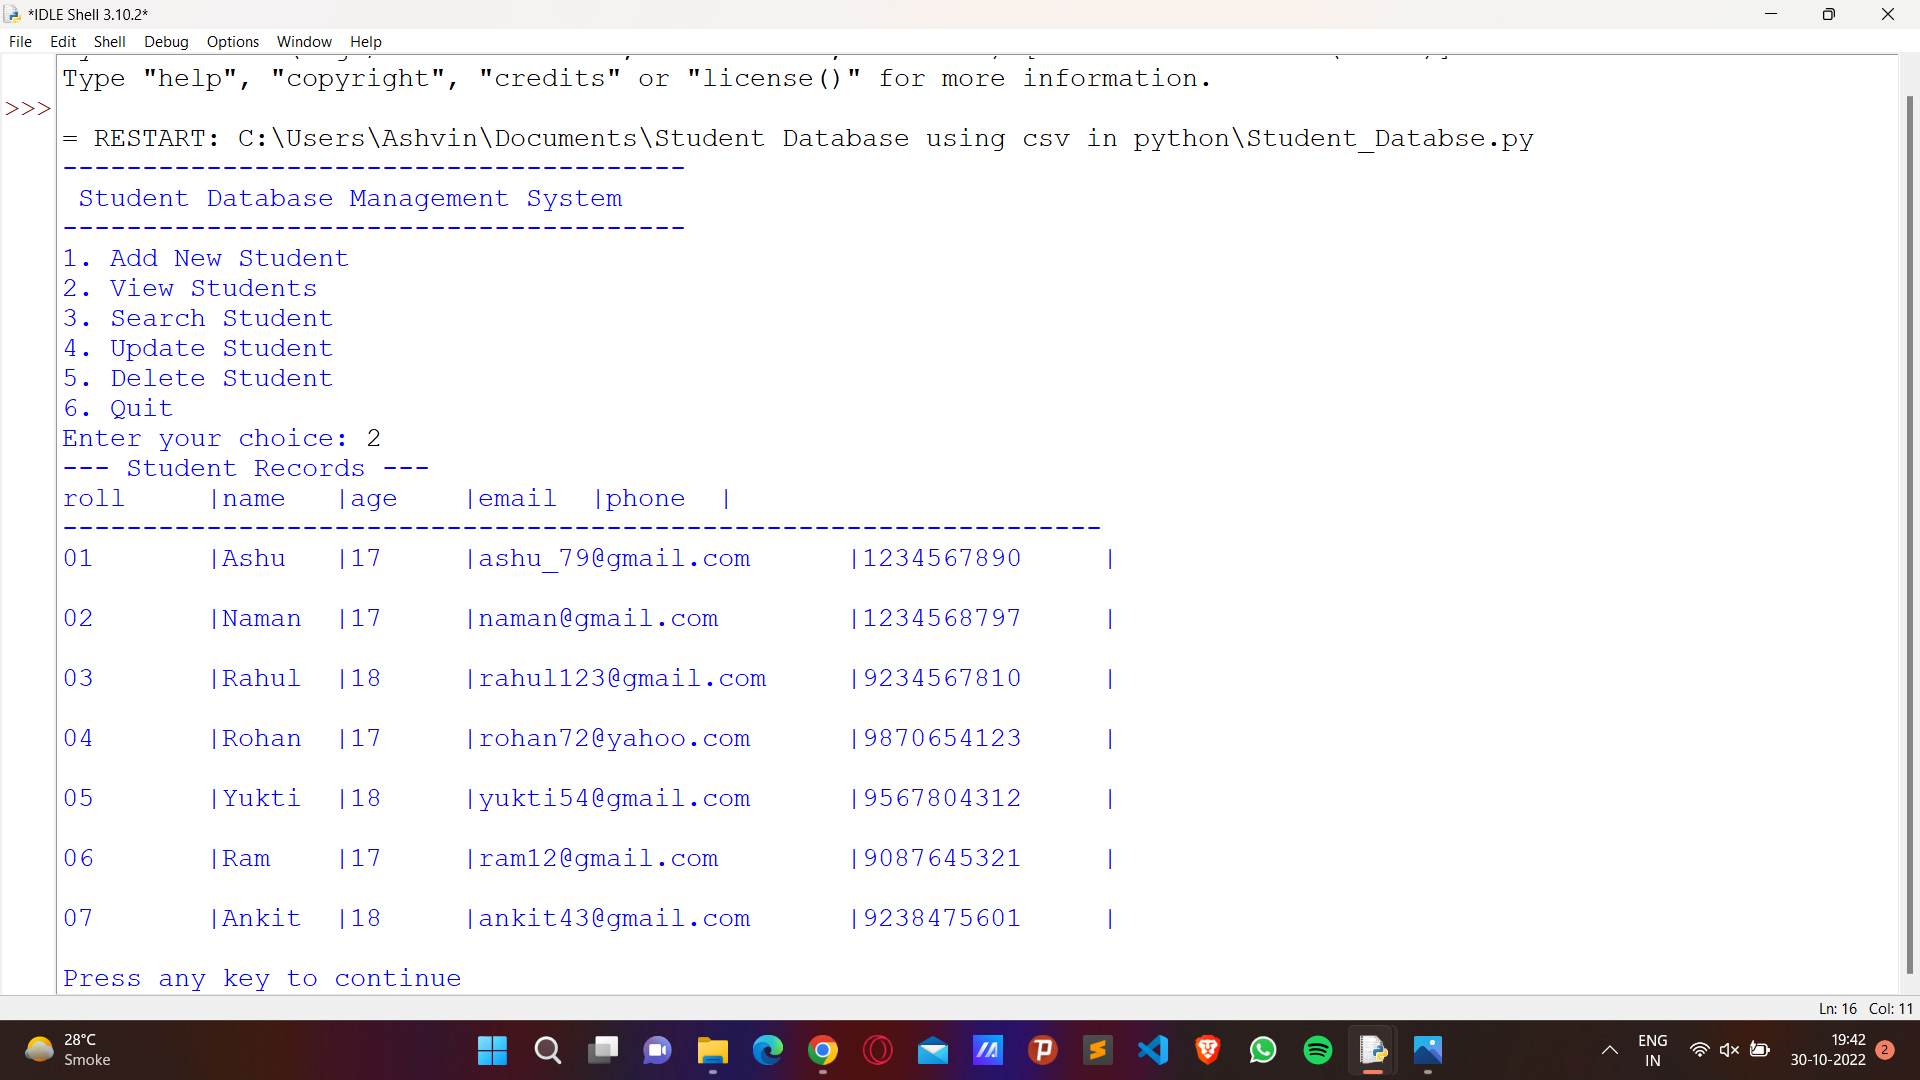 *IDLE Shell 3.10.2*
File Edit Shell Debug Options Window Help
Type "help", "copyright", "credits" or "license()" for more information.
>>>
= RESTART: C:\Users\Ashvin\Documents\Student Database using csv in python\Student_Databse.py
---------------------------------------
Student Database Management System
---------------------------------------
1. Add New Student
2. View Students
3. Search Student
4. Update Student
5. Delete Student
6. Quit
Enter your choice: 2
--- Student Records ---
roll |name |age |email |phone |
-----------------------------------------------------------------
01 |Ashu |17 |ashu_79@gmail.com |1234567890 |
02 |Naman |17 |naman@gmail.com |1234568797 |
03 |Rahul |18 |rahul123@gmail.com |9234567810 |
04 |Rohan |17 |rohan72@yahoo.com |9870654123 |
05 |Yukti |18 |yukti54@gmail.com |9567804312 |
06 |Ram |17 |ram12@gmail.com |9087645321 |
07 |Ankit |18 |ankit43@gmail.com |9238475601 |
Press any key to continue
Ln: 16 Col: 11
28°C
Smoke
ENG
IN
19:42
30-10-2022
2